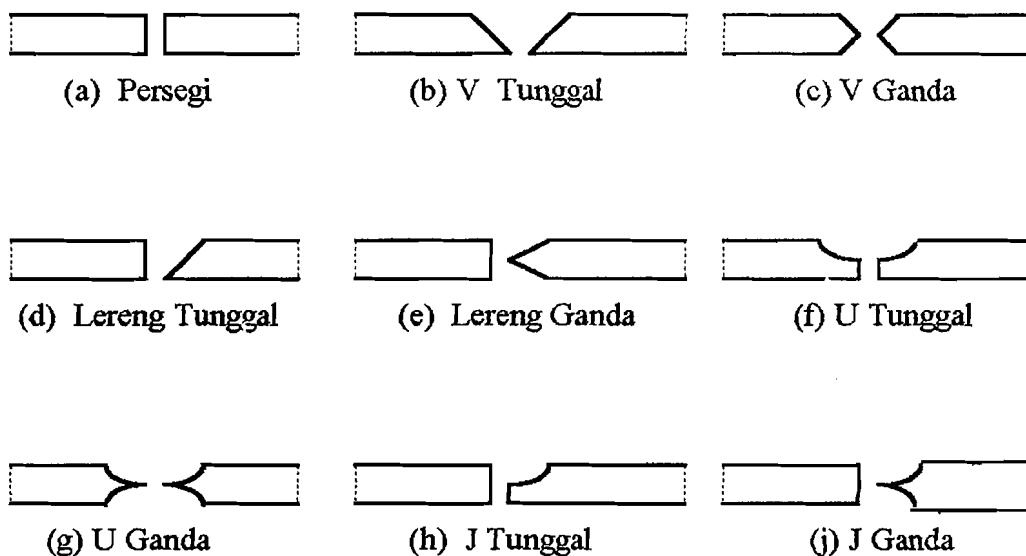 (a) Persegi
(b) V Tunggal
(c) V Ganda
(d) Lereng Tunggal
(e) Lereng Ganda
(f) U Tunggal
(g) U Ganda
(h) J Tunggal
(j) J Ganda